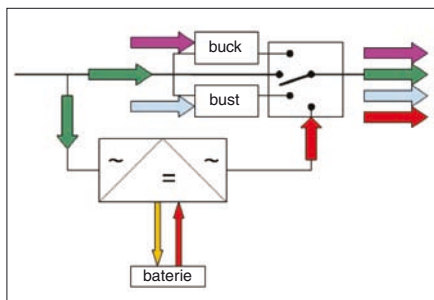 buck
bust
~ ~
=
baterie